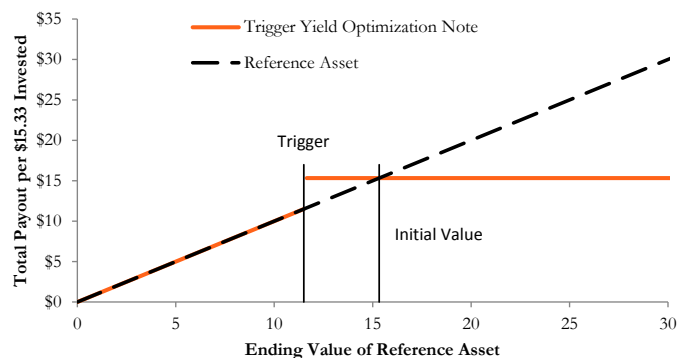 Trigger Yield Optimization Note
Reference Asset
Total Payout per $15.33 Invested
$35
$30
$25
$20
$15
$10
$5
$0
Trigger
Initial Value
0 5 10 15 20 25 30
Ending Value of Reference Asset